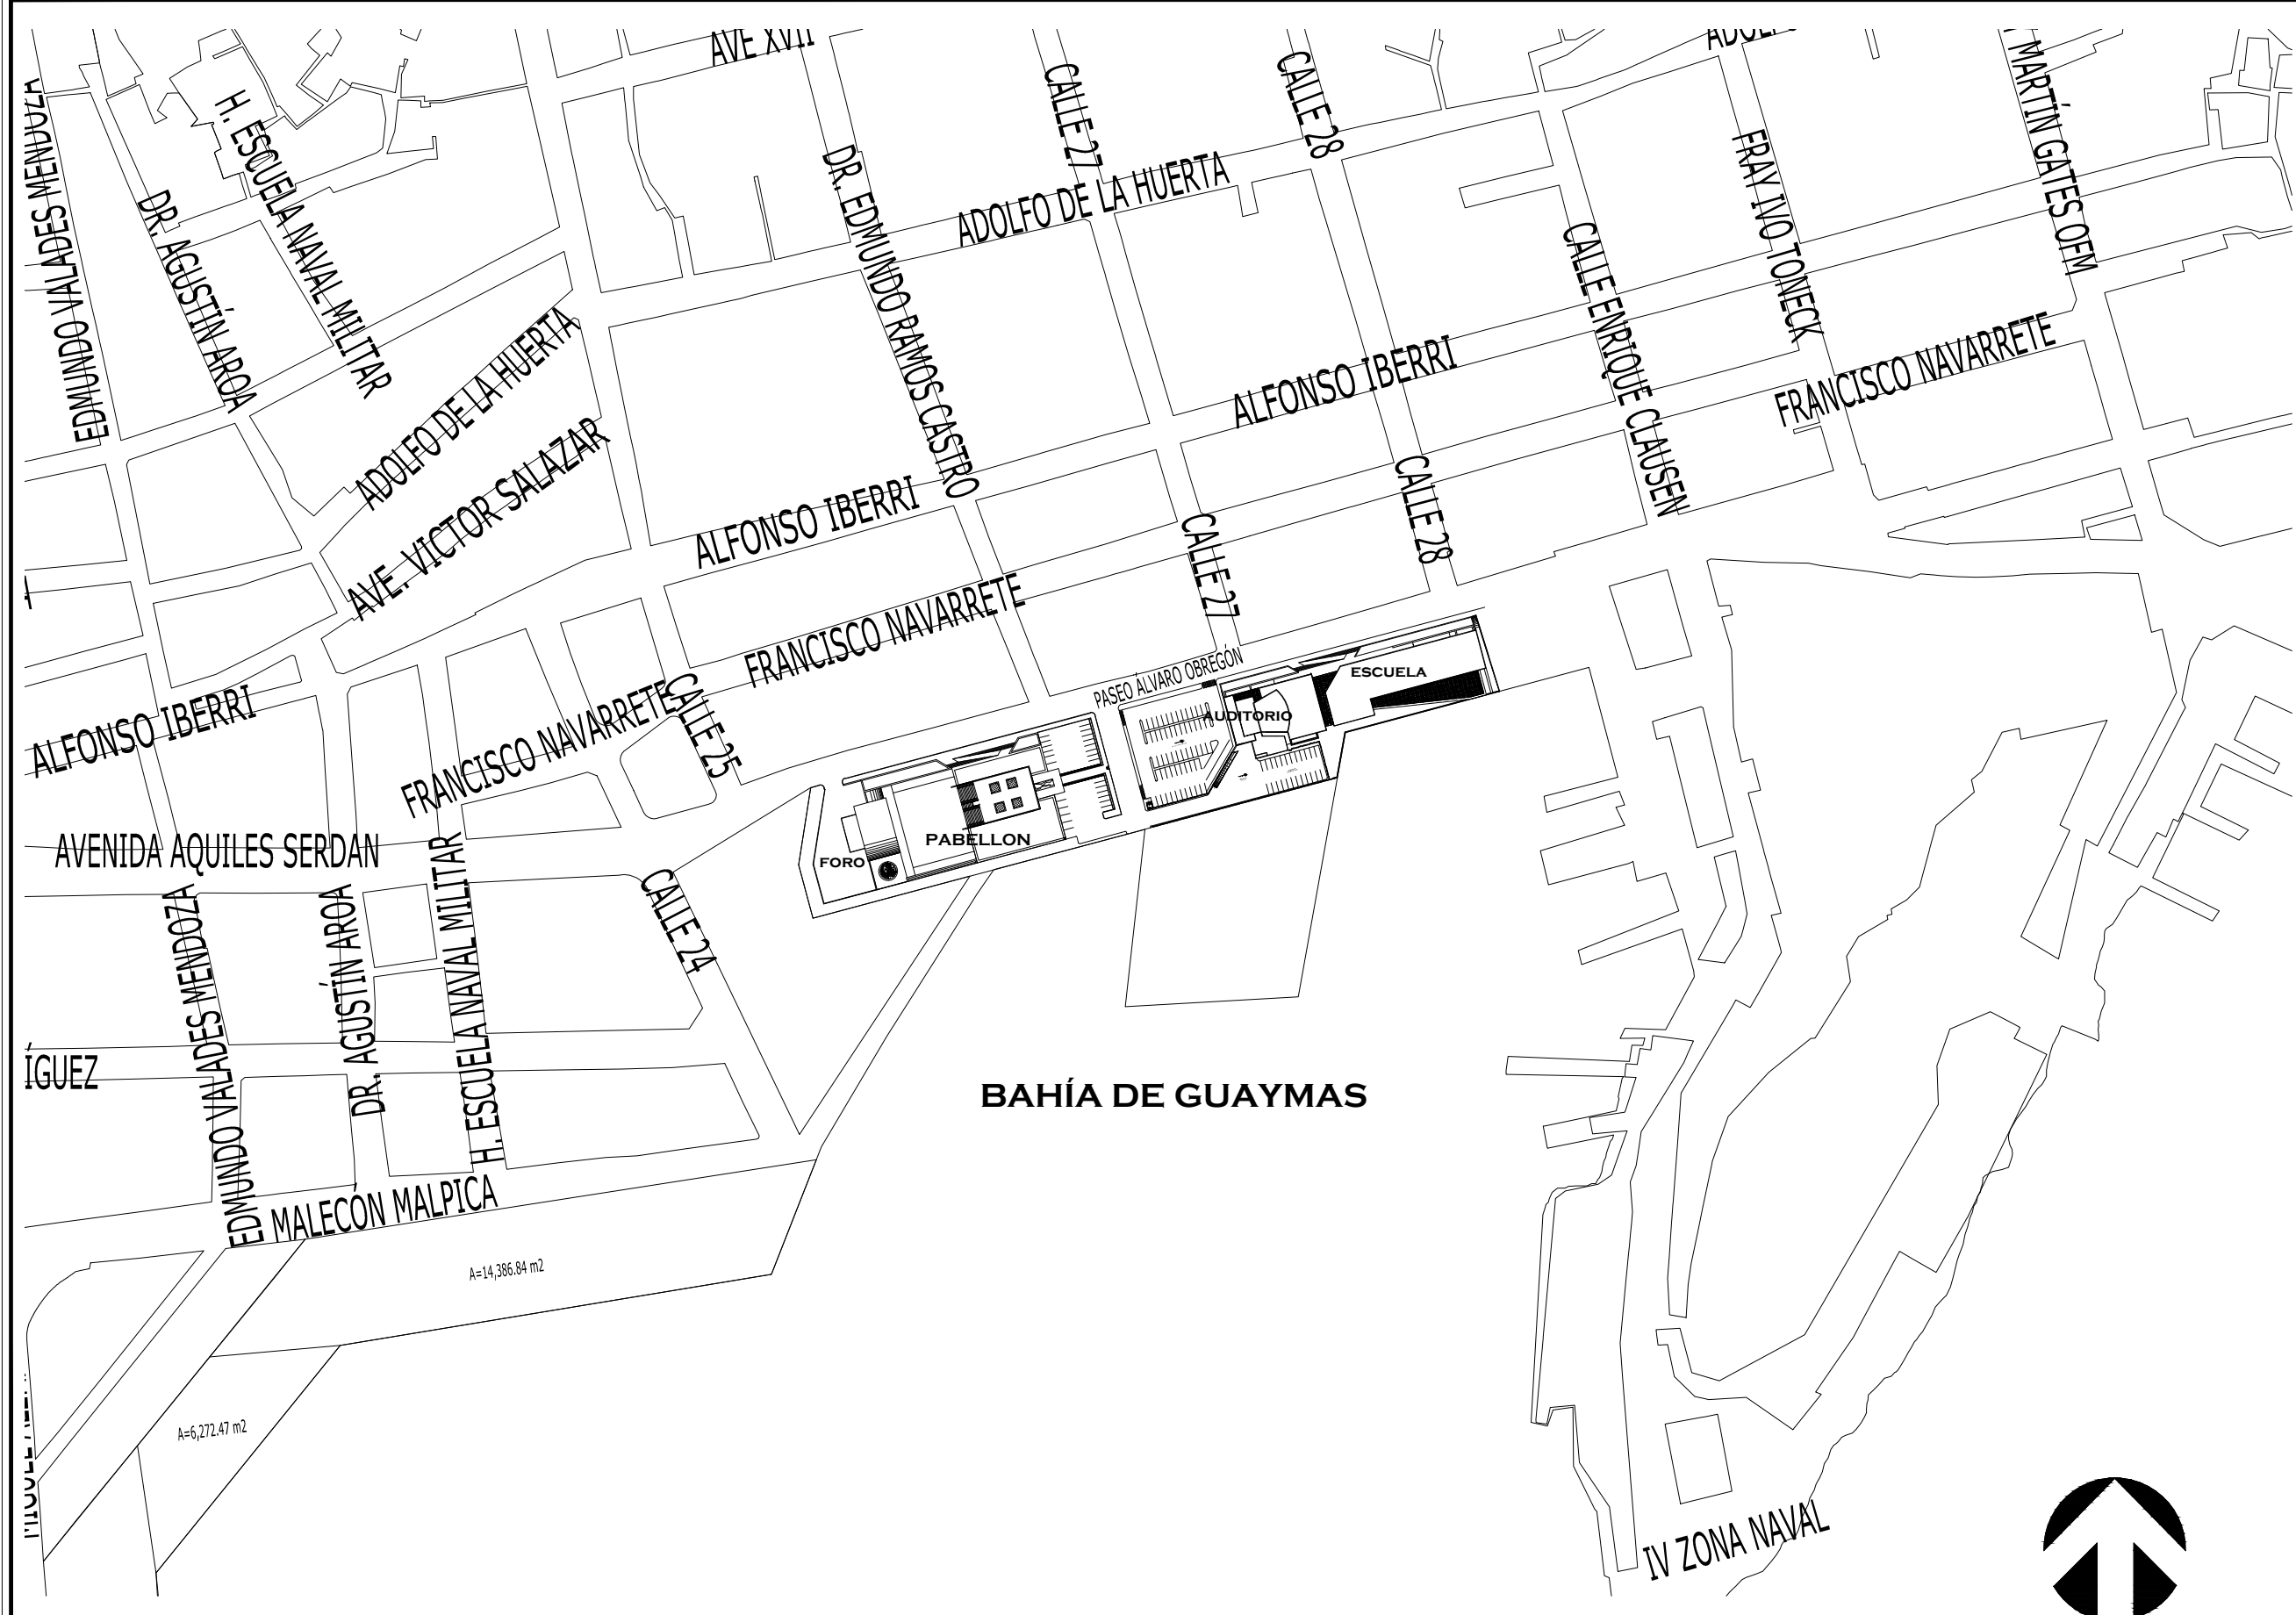 AVE XVII
EDMUNDO VALADES MENDOZA
H. ESCUELA NAVAL MILITAR
DR. AGUSTÍN AROA
DR. EDMUNDO RAMOS CASTRO
CALLE 27
CALLE 28
ADOLFO DE LA HUERTA
FRAY IVO TONECK
MARTÍN GATES OFM
CALLE ENRIQUE CLAUSEN
ADOLFO DE LA HUERTA
AVE. VICTOR SALAZAR
ALFONSO IBERRI
FRANCISCO NAVARRETE
ALFONSO IBERRI
CALLE 27
CALLE 28
FRANCISCO NAVARRETE
ALFONSO IBERRI
FRANCISCO NAVARRETE
CALLE 25
PASEO ÁLVARO OBREGÓN
ESCUELA
AUDITORIO
PABELLON
FORO
AVENIDA AQUILES SERDAN
EDMUNDO VALADES MENDOZA
DR. AGUSTÍN AROA
H. ESCUELA NAVAL MILITAR
CALLE 24
ÍGUEZ
BAHÍA DE GUAYMAS
MALECÓN MALPICA
A=14,386.84 m2
A=6,272.47 m2
IV ZONA NAVAL